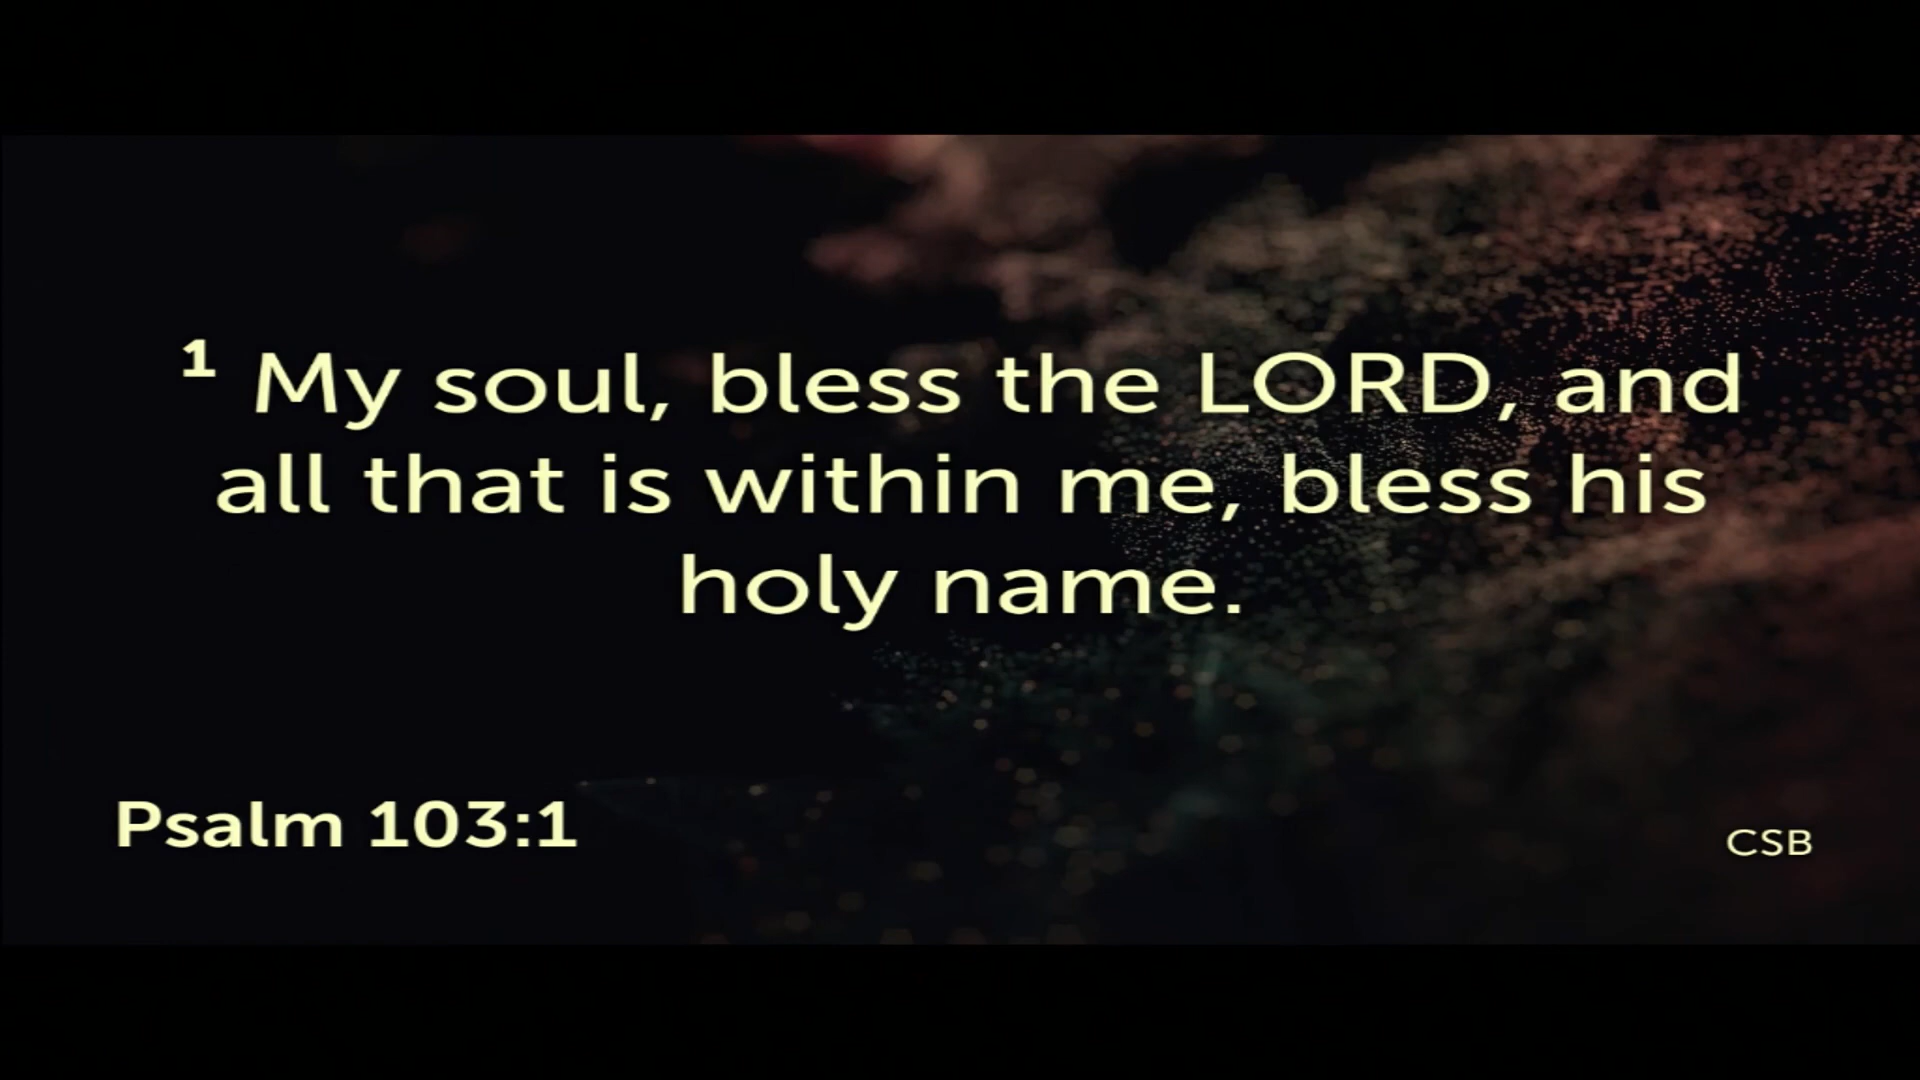 ¹ My soul, bless the LORD, and
all that is within me, bless his
holy name.
Psalm 103:1
CSB